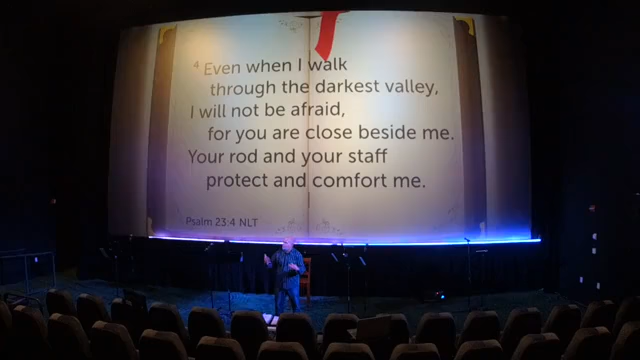 4 Even when I walk
through the darkest valley,
I will not be afraid,
for you are close beside me.
Your rod and your staff
protect and comfort me.
Psalm 23:4 NLT